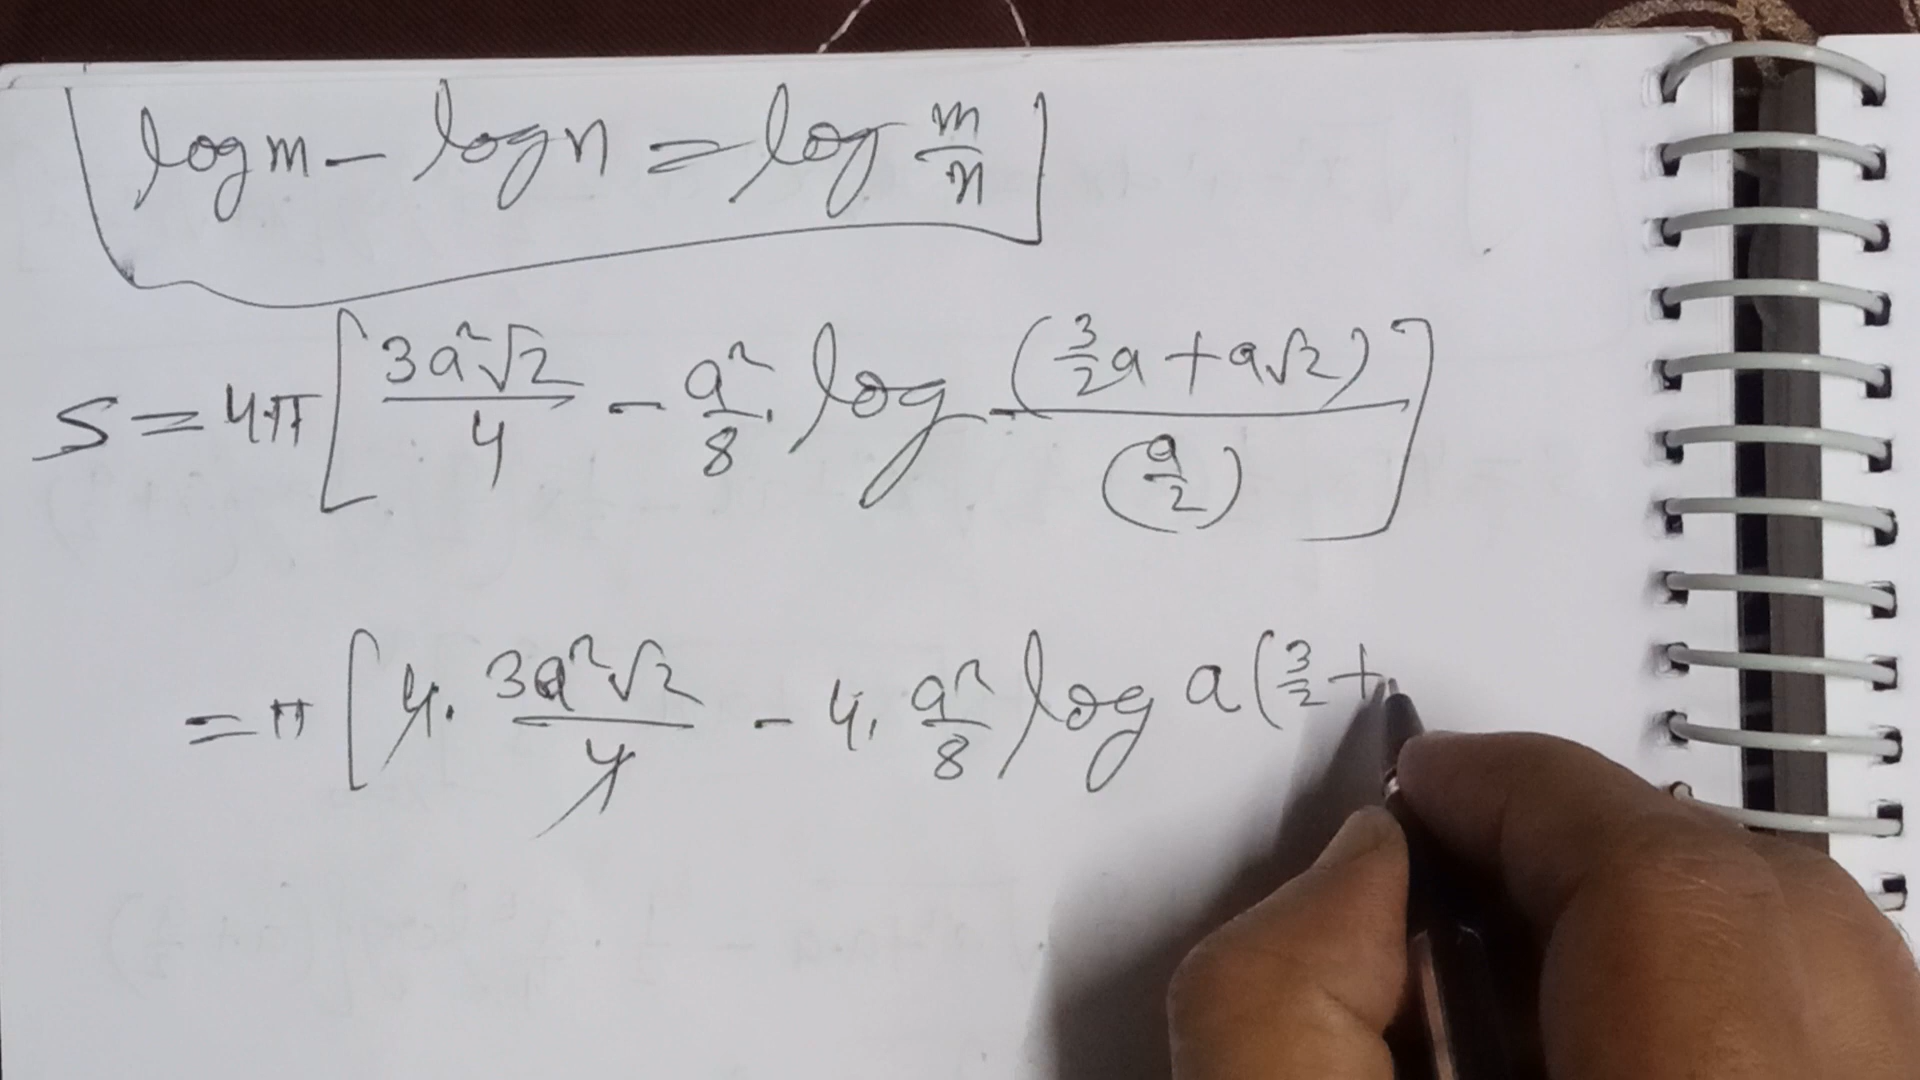 log m - log n = log m/n
S = 4π [ 3a²√2/4 - a²/8 . log (3/2 a + a√2)/(a/2) ]
= π [ 4 . 3a²√2/4 - 4 . a²/8 log a(3/2 +